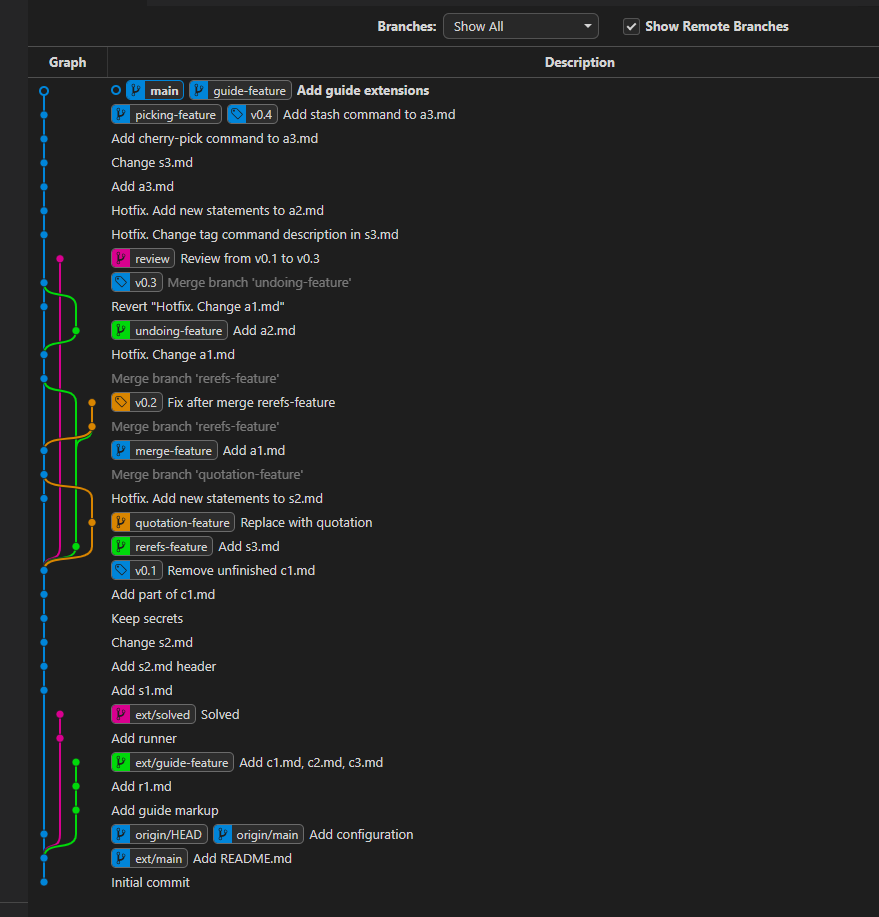 Branches: Show All Show Remote Branches
Graph Description
main guide-feature Add guide extensions
picking-feature v0.4 Add stash command to a3.md
Add cherry-pick command to a3.md
Change s3.md
Add a3.md
Hotfix. Add new statements to a2.md
Hotfix. Change tag command description in s3.md
review Review from v0.1 to v0.3
v0.3 Merge branch 'undoing-feature'
Revert "Hotfix. Change a1.md"
undoing-feature Add a2.md
Hotfix. Change a1.md
Merge branch 'rerefs-feature'
v0.2 Fix after merge rerefs-feature
Merge branch 'rerefs-feature'
merge-feature Add a1.md
Merge branch 'quotation-feature'
Hotfix. Add new statements to s2.md
quotation-feature Replace with quotation
rerefs-feature Add s3.md
v0.1 Remove unfinished c1.md
Add part of c1.md
Keep secrets
Change s2.md
Add s2.md header
Add s1.md
ext/solved Solved
Add runner
ext/guide-feature Add c1.md, c2.md, c3.md
Add r1.md
Add guide markup
origin/HEAD origin/main Add configuration
ext/main Add README.md
Initial commit